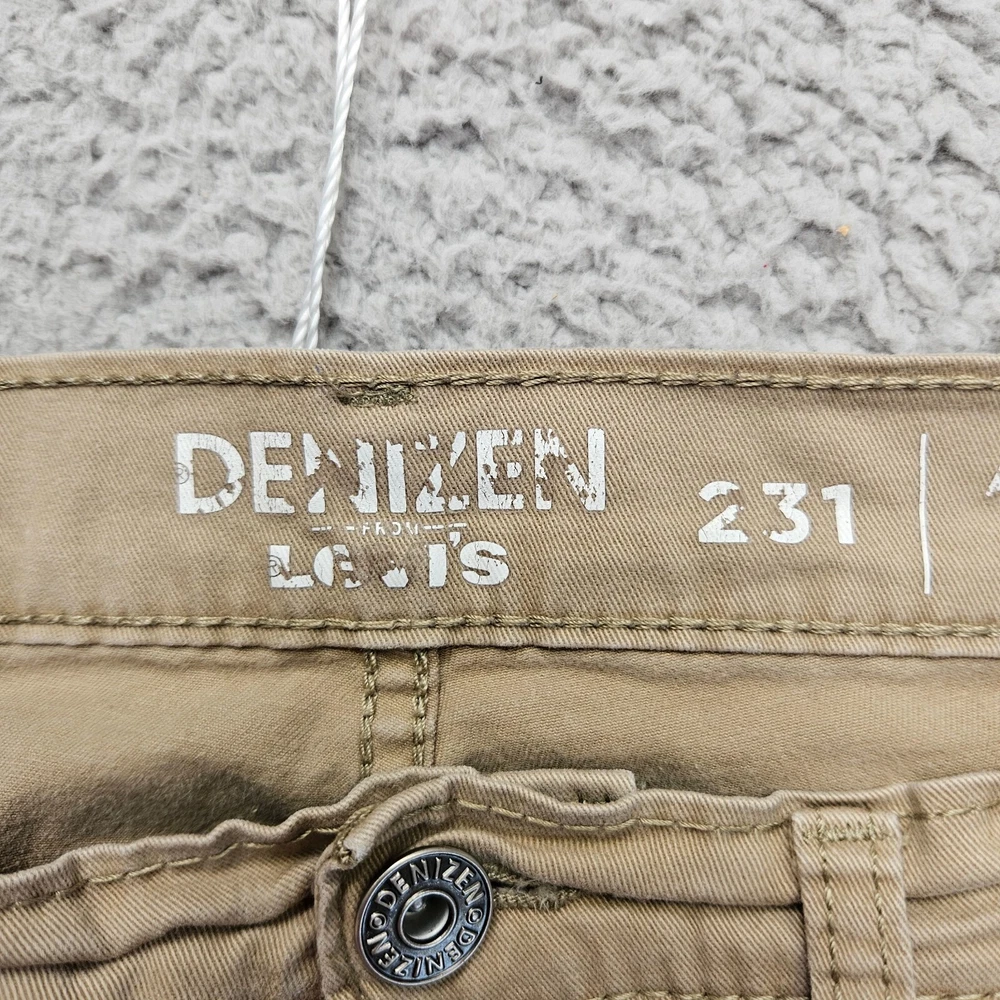 ® DENIZEN
FROM
® LEVI'S
231
DENIZEN
DENIZEN